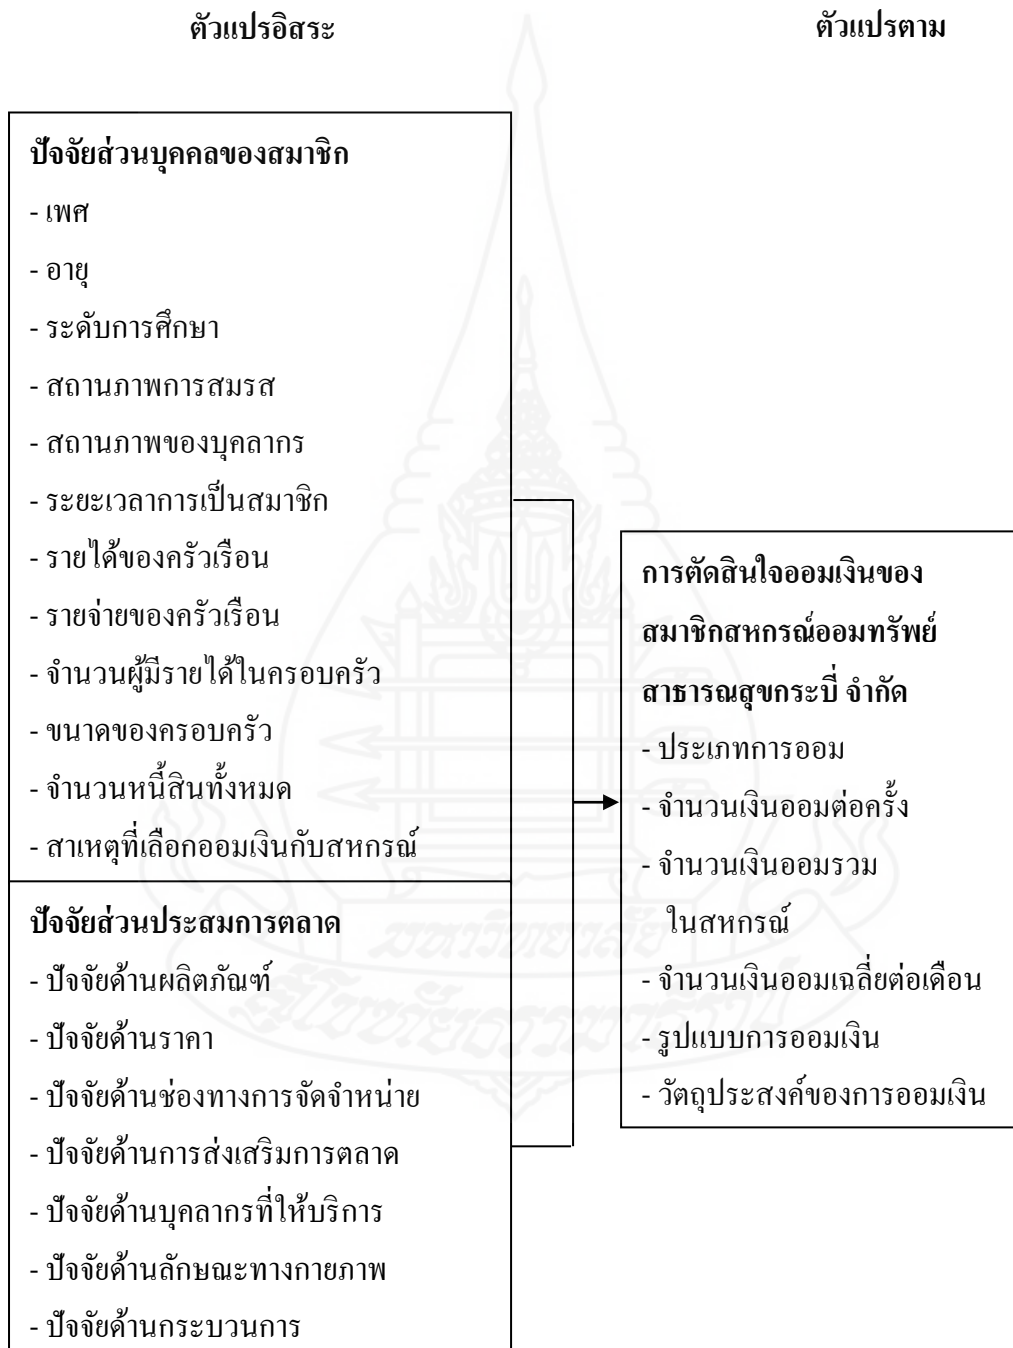 ตัวแปรอิสระ
ตัวแปรตาม
ปัจจัยส่วนบุคคลของสมาชิก
- เพศ
- อายุ
- ระดับการศึกษา
- สถานภาพการสมรส
- สถานภาพของบุคลากร
- ระยะเวลาการเป็นสมาชิก
- รายได้ของครัวเรือน
- รายจ่ายของครัวเรือน
- จำนวนผู้มีรายได้ในครอบครัว
- ขนาดของครอบครัว
- จำนวนหนี้สินทั้งหมด
- สาเหตุที่เลือกออมเงินกับสหกรณ์
ปัจจัยส่วนประสมการตลาด
- ปัจจัยด้านผลิตภัณฑ์
- ปัจจัยด้านราคา
- ปัจจัยด้านช่องทางการจัดจำหน่าย
- ปัจจัยด้านการส่งเสริมการตลาด
- ปัจจัยด้านบุคลากรที่ให้บริการ
- ปัจจัยด้านลักษณะทางกายภาพ
- ปัจจัยด้านกระบวนการ
การตัดสินใจออมเงินของ
สมาชิกสหกรณ์ออมทรัพย์
สาธารณสุขกระบี่ จำกัด
- ประเภทการออม
- จำนวนเงินออมต่อครั้ง
- จำนวนเงินออมรวม
ในสหกรณ์
- จำนวนเงินออมเฉลี่ยต่อเดือน
- รูปแบบการออมเงิน
- วัตถุประสงค์ของการออมเงิน
มหาวิทยาลัย
สุโขทัยธรรมาธิราช